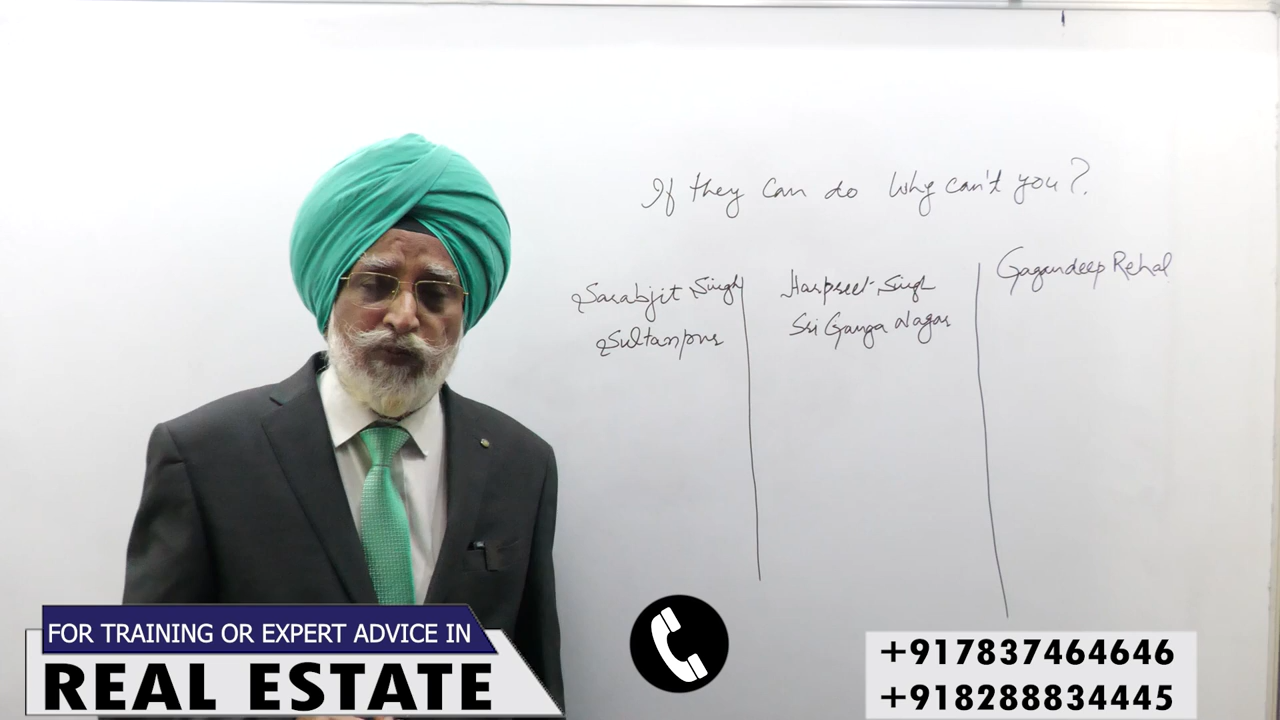 If they can do Why can't you?
Sarabjit Singh
Sultanpur
Harpreet Singh
Sri Ganga Nagar
Gagandeep Rehal
FOR TRAINING OR EXPERT ADVICE IN
REAL ESTATE
+917837464646
+918288834445